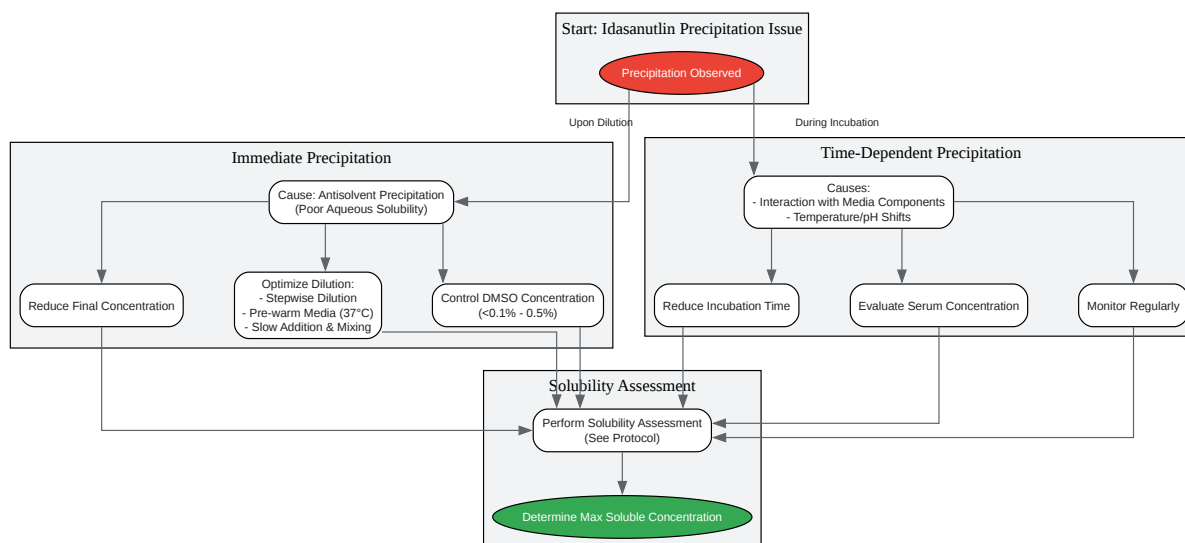 Start: Idasanutlin Precipitation Issue
Precipitation Observed
Upon Dilution
During Incubation
Immediate Precipitation
Cause: Antisolvent Precipitation
(Poor Aqueous Solubility)
Reduce Final Concentration
Optimize Dilution:
- Stepwise Dilution
- Pre-warm Media (37°C)
- Slow Addition & Mixing
Control DMSO Concentration
(<0.1% - 0.5%)
Time-Dependent Precipitation
Causes:
- Interaction with Media Components
- Temperature/pH Shifts
Reduce Incubation Time
Evaluate Serum Concentration
Monitor Regularly
Solubility Assessment
Perform Solubility Assessment
(See Protocol)
Determine Max Soluble Concentration